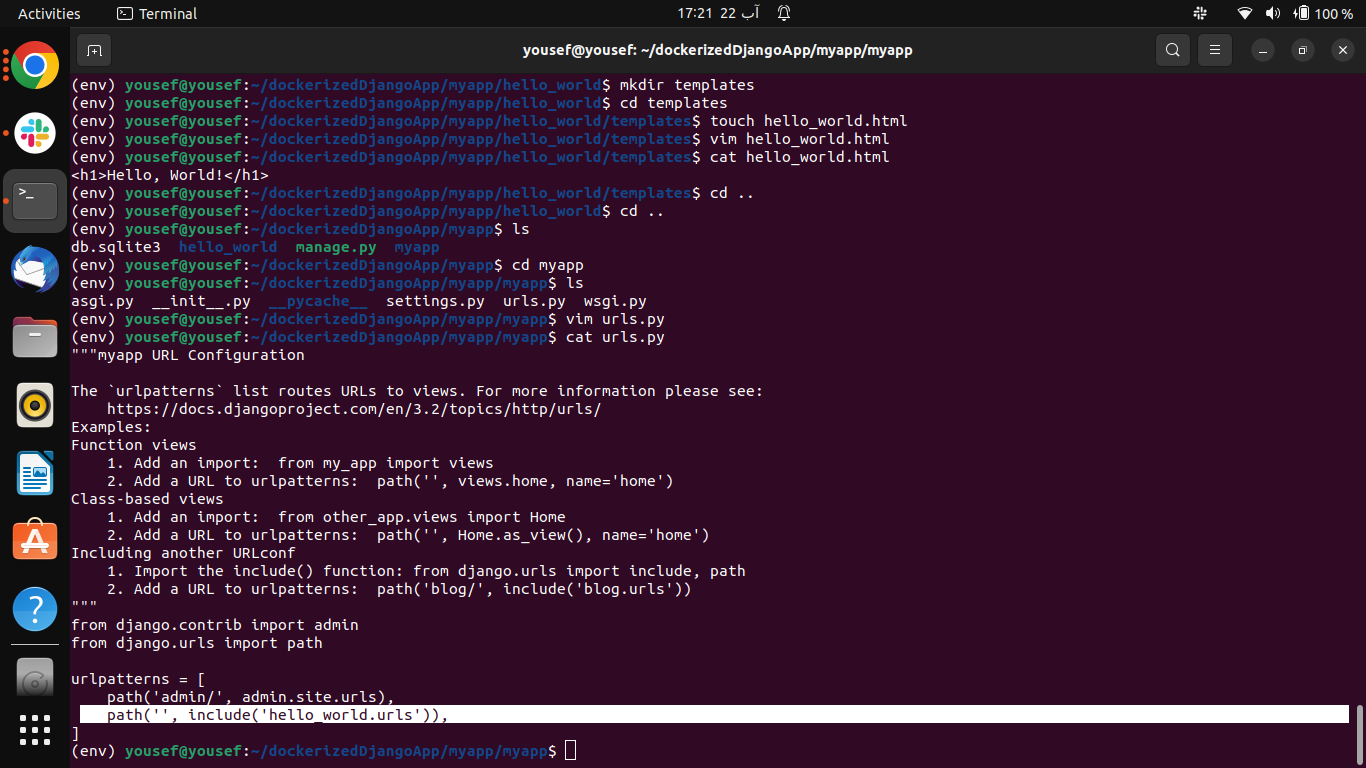 Activities
Terminal
17:21 22 آب
100 %
yousef@yousef: ~/dockerizedDjangoApp/myapp/myapp
(env) yousef@yousef:~/dockerizedDjangoApp/myapp/hello_world$ mkdir templates
(env) yousef@yousef:~/dockerizedDjangoApp/myapp/hello_world$ cd templates
(env) yousef@yousef:~/dockerizedDjangoApp/myapp/hello_world/templates$ touch hello_world.html
(env) yousef@yousef:~/dockerizedDjangoApp/myapp/hello_world/templates$ vim hello_world.html
(env) yousef@yousef:~/dockerizedDjangoApp/myapp/hello_world/templates$ cat hello_world.html
<h1>Hello, World!</h1>
(env) yousef@yousef:~/dockerizedDjangoApp/myapp/hello_world/templates$ cd ..
(env) yousef@yousef:~/dockerizedDjangoApp/myapp/hello_world$ cd ..
(env) yousef@yousef:~/dockerizedDjangoApp/myapp$ ls
db.sqlite3  hello_world  manage.py  myapp
(env) yousef@yousef:~/dockerizedDjangoApp/myapp$ cd myapp
(env) yousef@yousef:~/dockerizedDjangoApp/myapp/myapp$ ls
asgi.py  __init__.py  __pycache__  settings.py  urls.py  wsgi.py
(env) yousef@yousef:~/dockerizedDjangoApp/myapp/myapp$ vim urls.py
(env) yousef@yousef:~/dockerizedDjangoApp/myapp/myapp$ cat urls.py
"""myapp URL Configuration
The `urlpatterns` list routes URLs to views. For more information please see:
    https://docs.djangoproject.com/en/3.2/topics/http/urls/
Examples:
Function views
    1. Add an import:  from my_app import views
    2. Add a URL to urlpatterns:  path('', views.home, name='home')
Class-based views
    1. Add an import:  from other_app.views import Home
    2. Add a URL to urlpatterns:  path('', Home.as_view(), name='home')
Including another URLconf
    1. Import the include() function: from django.urls import include, path
    2. Add a URL to urlpatterns:  path('blog/', include('blog.urls'))
"""
from django.contrib import admin
from django.urls import path
urlpatterns = [
    path('admin/', admin.site.urls),
    path('', include('hello_world.urls')),
]
(env) yousef@yousef:~/dockerizedDjangoApp/myapp/myapp$